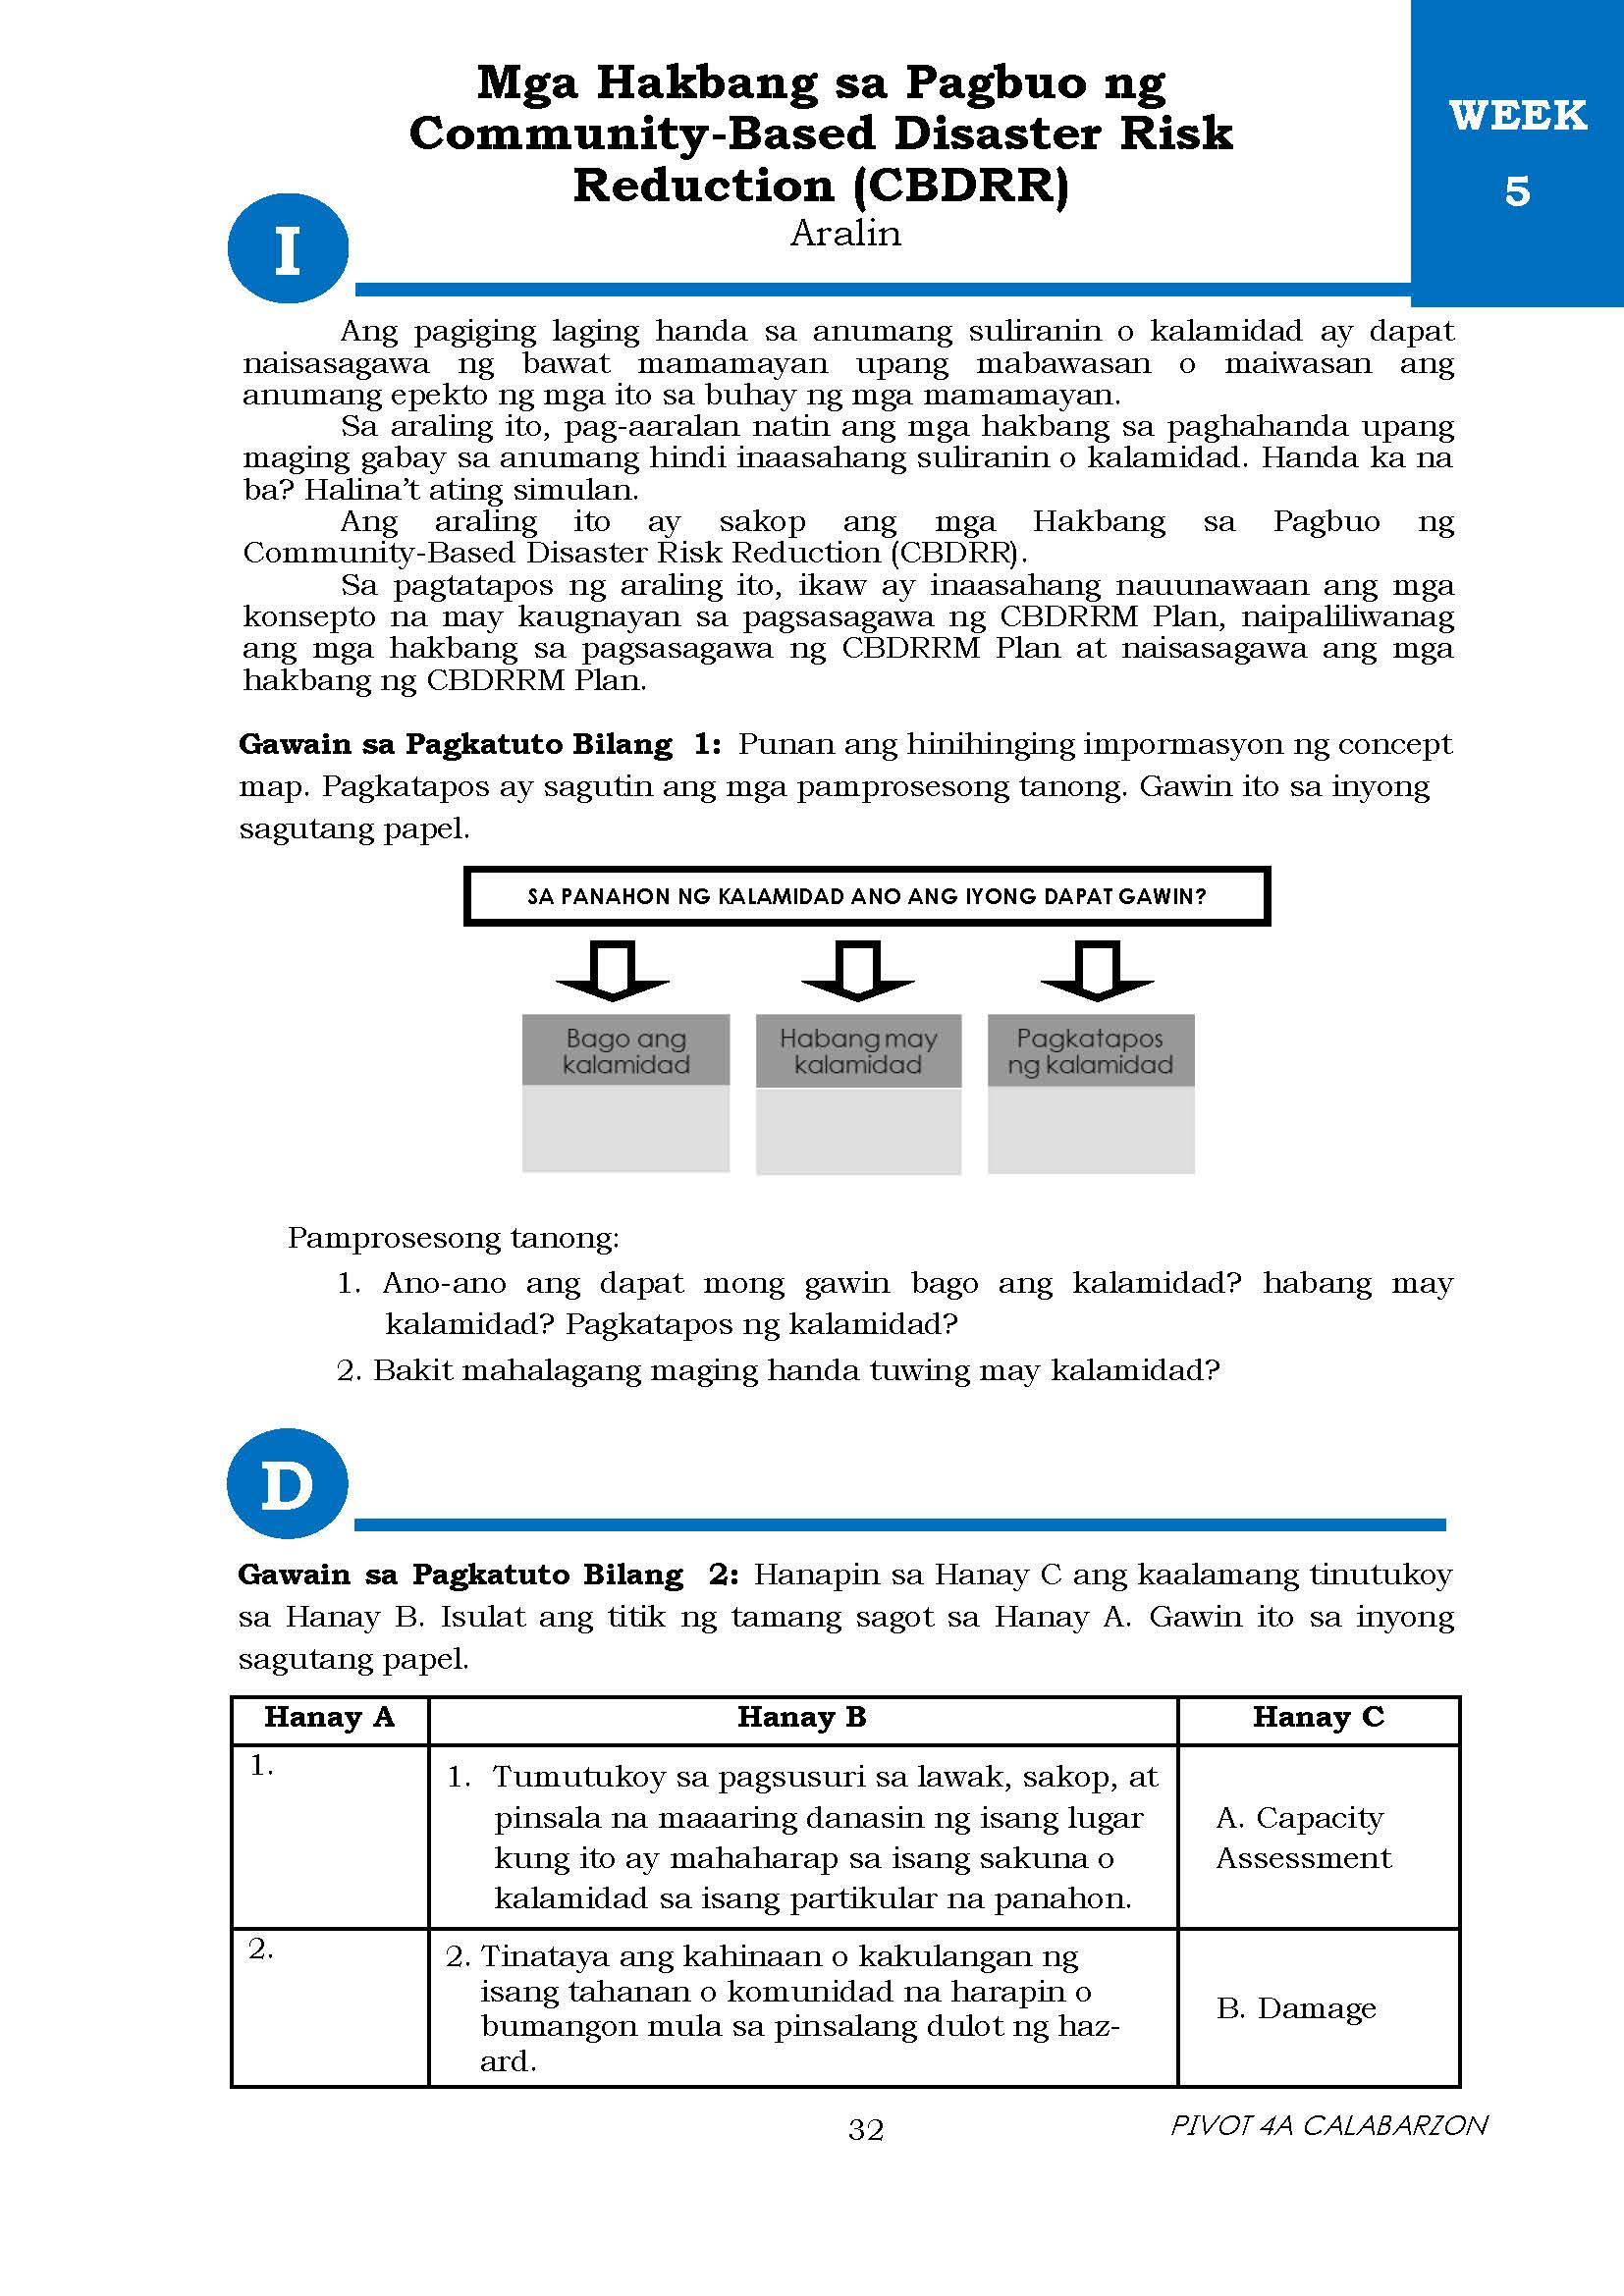 Mga Hakbang sa Pagbuo ng
Community-Based Disaster Risk
Reduction (CBDRR)
Aralin
WEEK
5
I
Ang pagiging laging handa sa anumang suliranin o kalamidad ay dapat
naisasagawa ng bawat mamamayan upang mabawasan o maiwasan ang
anumang epekto ng mga ito sa buhay ng mga mamamayan.
Sa araling ito, pag-aaralan natin ang mga hakbang sa paghahanda upang
maging gabay sa anumang hindi inaasahang suliranin o kalamidad. Handa ka na
ba? Halina’t ating simulan.
Ang araling ito ay sakop ang mga Hakbang sa Pagbuo ng
Community-Based Disaster Risk Reduction (CBDRR).
Sa pagtatapos ng araling ito, ikaw ay inaasahang nauunawaan ang mga
konsepto na may kaugnayan sa pagsasagawa ng CBDRRM Plan, naipaliliwanag
ang mga hakbang sa pagsasagawa ng CBDRRM Plan at naisasagawa ang mga
hakbang ng CBDRRM Plan.
Gawain sa Pagkatuto Bilang 1: Punan ang hinihinging impormasyon ng concept
map. Pagkatapos ay sagutin ang mga pamprosesong tanong. Gawin ito sa inyong
sagutang papel.
SA PANAHON NG KALAMIDAD ANO ANG IYONG DAPAT GAWIN?
Bago ang
kalamidad
Habang may
kalamidad
Pagkatapos
ng kalamidad
Pamprosesong tanong:
1. Ano-ano ang dapat mong gawin bago ang kalamidad? habang may
kalamidad? Pagkatapos ng kalamidad?
2. Bakit mahalagang maging handa tuwing may kalamidad?
D
Gawain sa Pagkatuto Bilang 2: Hanapin sa Hanay C ang kaalamang tinutukoy
sa Hanay B. Isulat ang titik ng tamang sagot sa Hanay A. Gawin ito sa inyong
sagutang papel.
Hanay A
Hanay B
Hanay C
1.
1. Tumutukoy sa pagsusuri sa lawak, sakop, at
pinsala na maaaring danasin ng isang lugar
kung ito ay mahaharap sa isang sakuna o
kalamidad sa isang partikular na panahon.
A. Capacity
Assessment
2.
2. Tinataya ang kahinaan o kakulangan ng
isang tahanan o komunidad na harapin o
bumangon mula sa pinsalang dulot ng haz-
ard.
B. Damage
32
PIVOT 4A CALABARZON